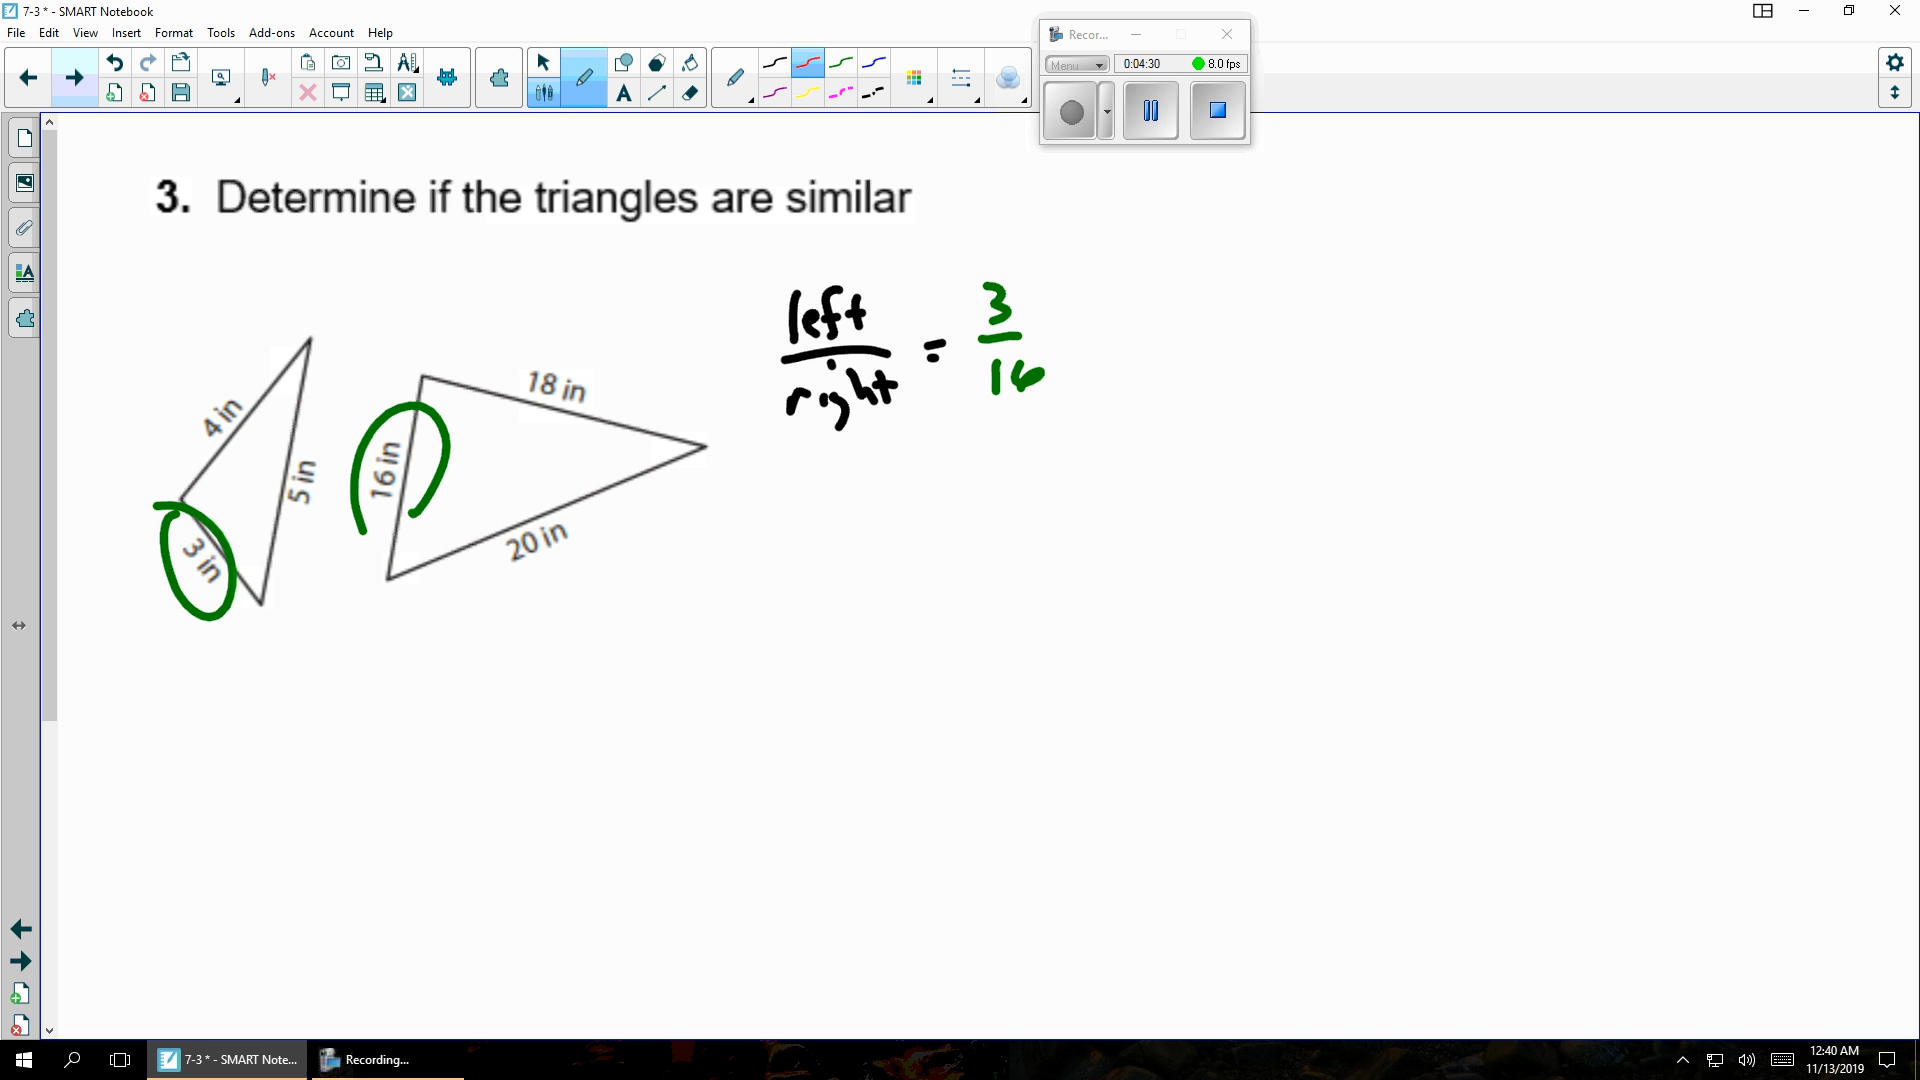 7-3 * - SMART Notebook
File Edit View Insert Format Tools Add-ons Account Help
Recor...
Menu 0:04:30 8.0 fps
3. Determine if the triangles are similar
left
right
=
3
16
4 in
5 in
3 in
18 in
16 in
20 in
7-3 * - SMART Note...
Recording...
12:40 AM
11/13/2019